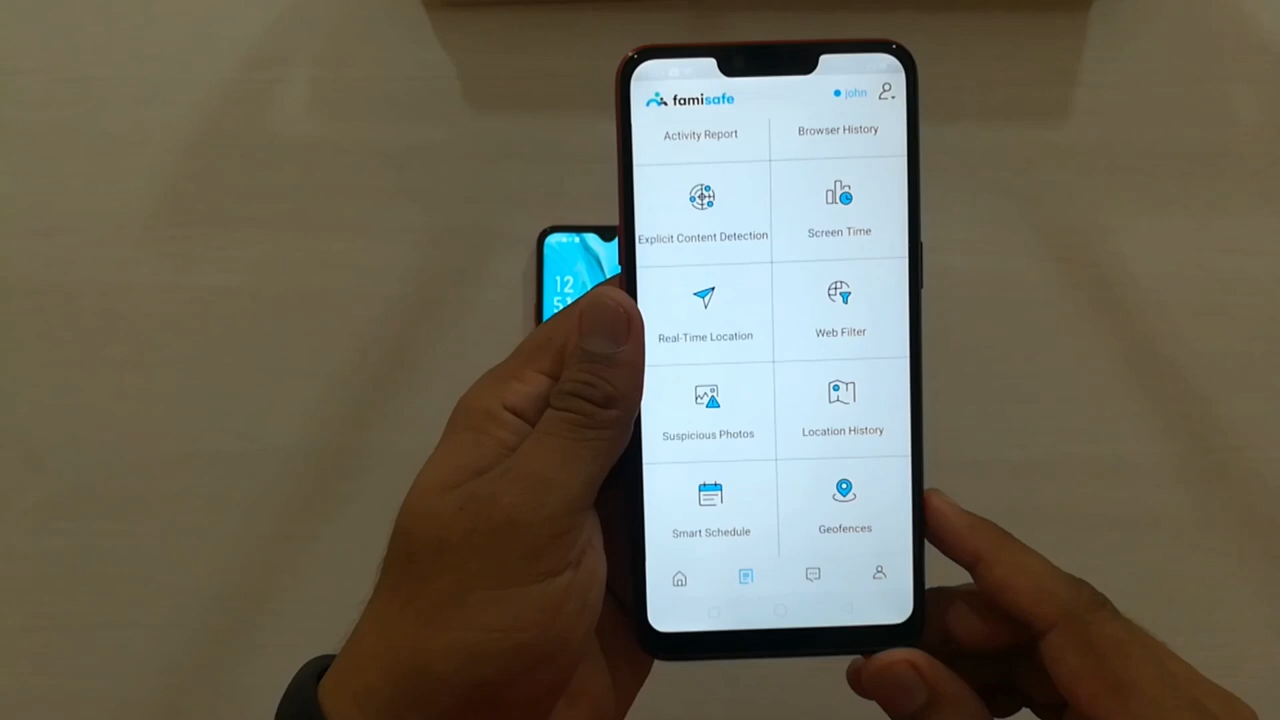 famisafe
john
Activity Report
Browser History
Explicit Content Detection
Screen Time
Real-Time Location
Web Filter
Suspicious Photos
Location History
Smart Schedule
Geofences
12